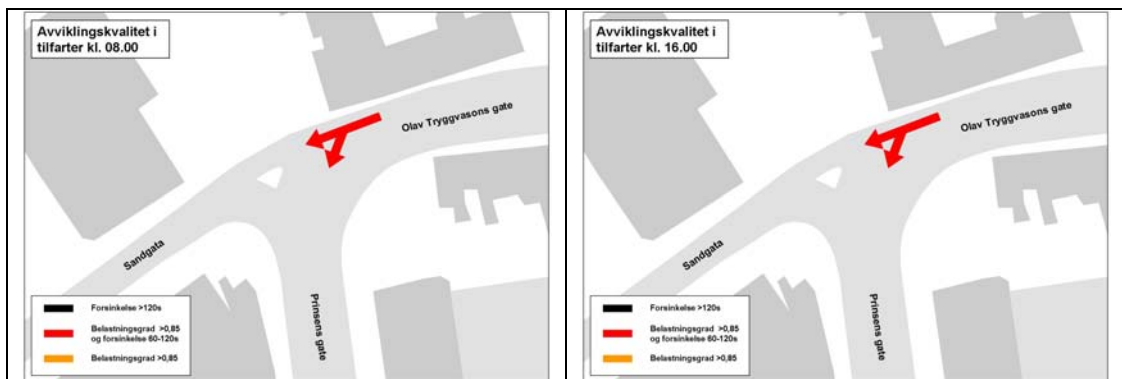 Avviklingskvalitet i
tilfarter kl. 08.00
Olav Tryggvasons gate
Sandgata
Prinsens gate
Forsinkelse >120s
Belastningsgrad >0,85
og forsinkelse 60-120s
Belastningsgrad >0,85
Avviklingskvalitet i
tilfarter kl. 16.00
Olav Tryggvasons gate
Sandgata
Prinsens gate
Forsinkelse >120s
Belastningsgrad >0,85
og forsinkelse 60-120s
Belastningsgrad >0,85